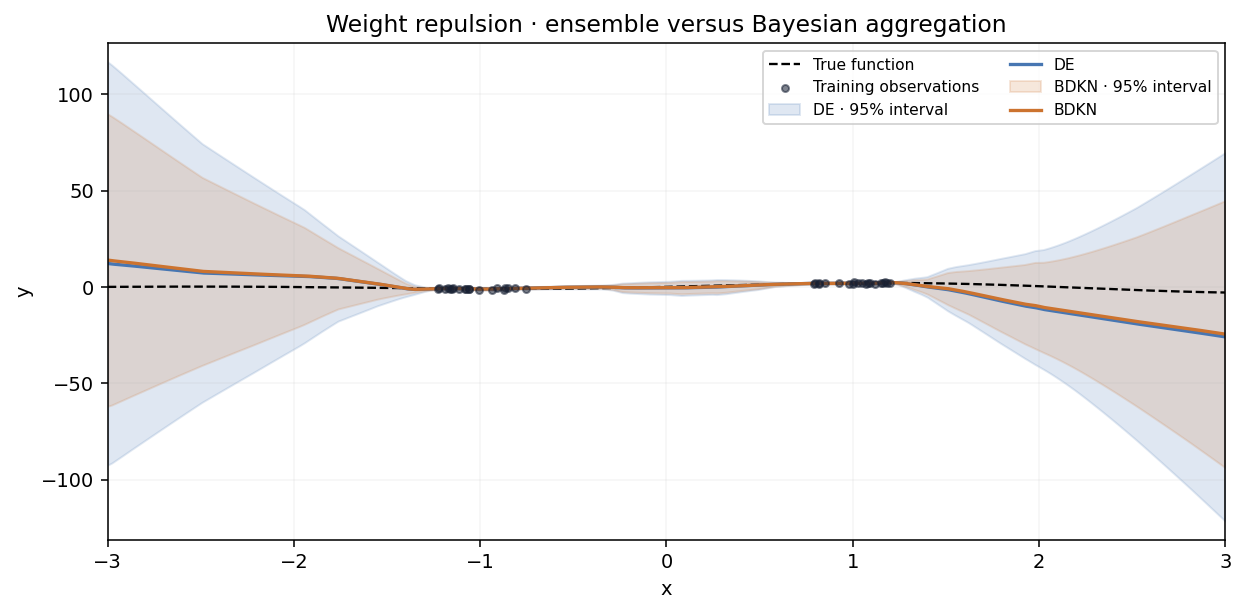 Weight repulsion · ensemble versus Bayesian aggregation
True function
Training observations
DE · 95% interval
DE
BDKN · 95% interval
BDKN
y
100
50
0
−50
−100
−3
−2
−1
0
1
2
3
x